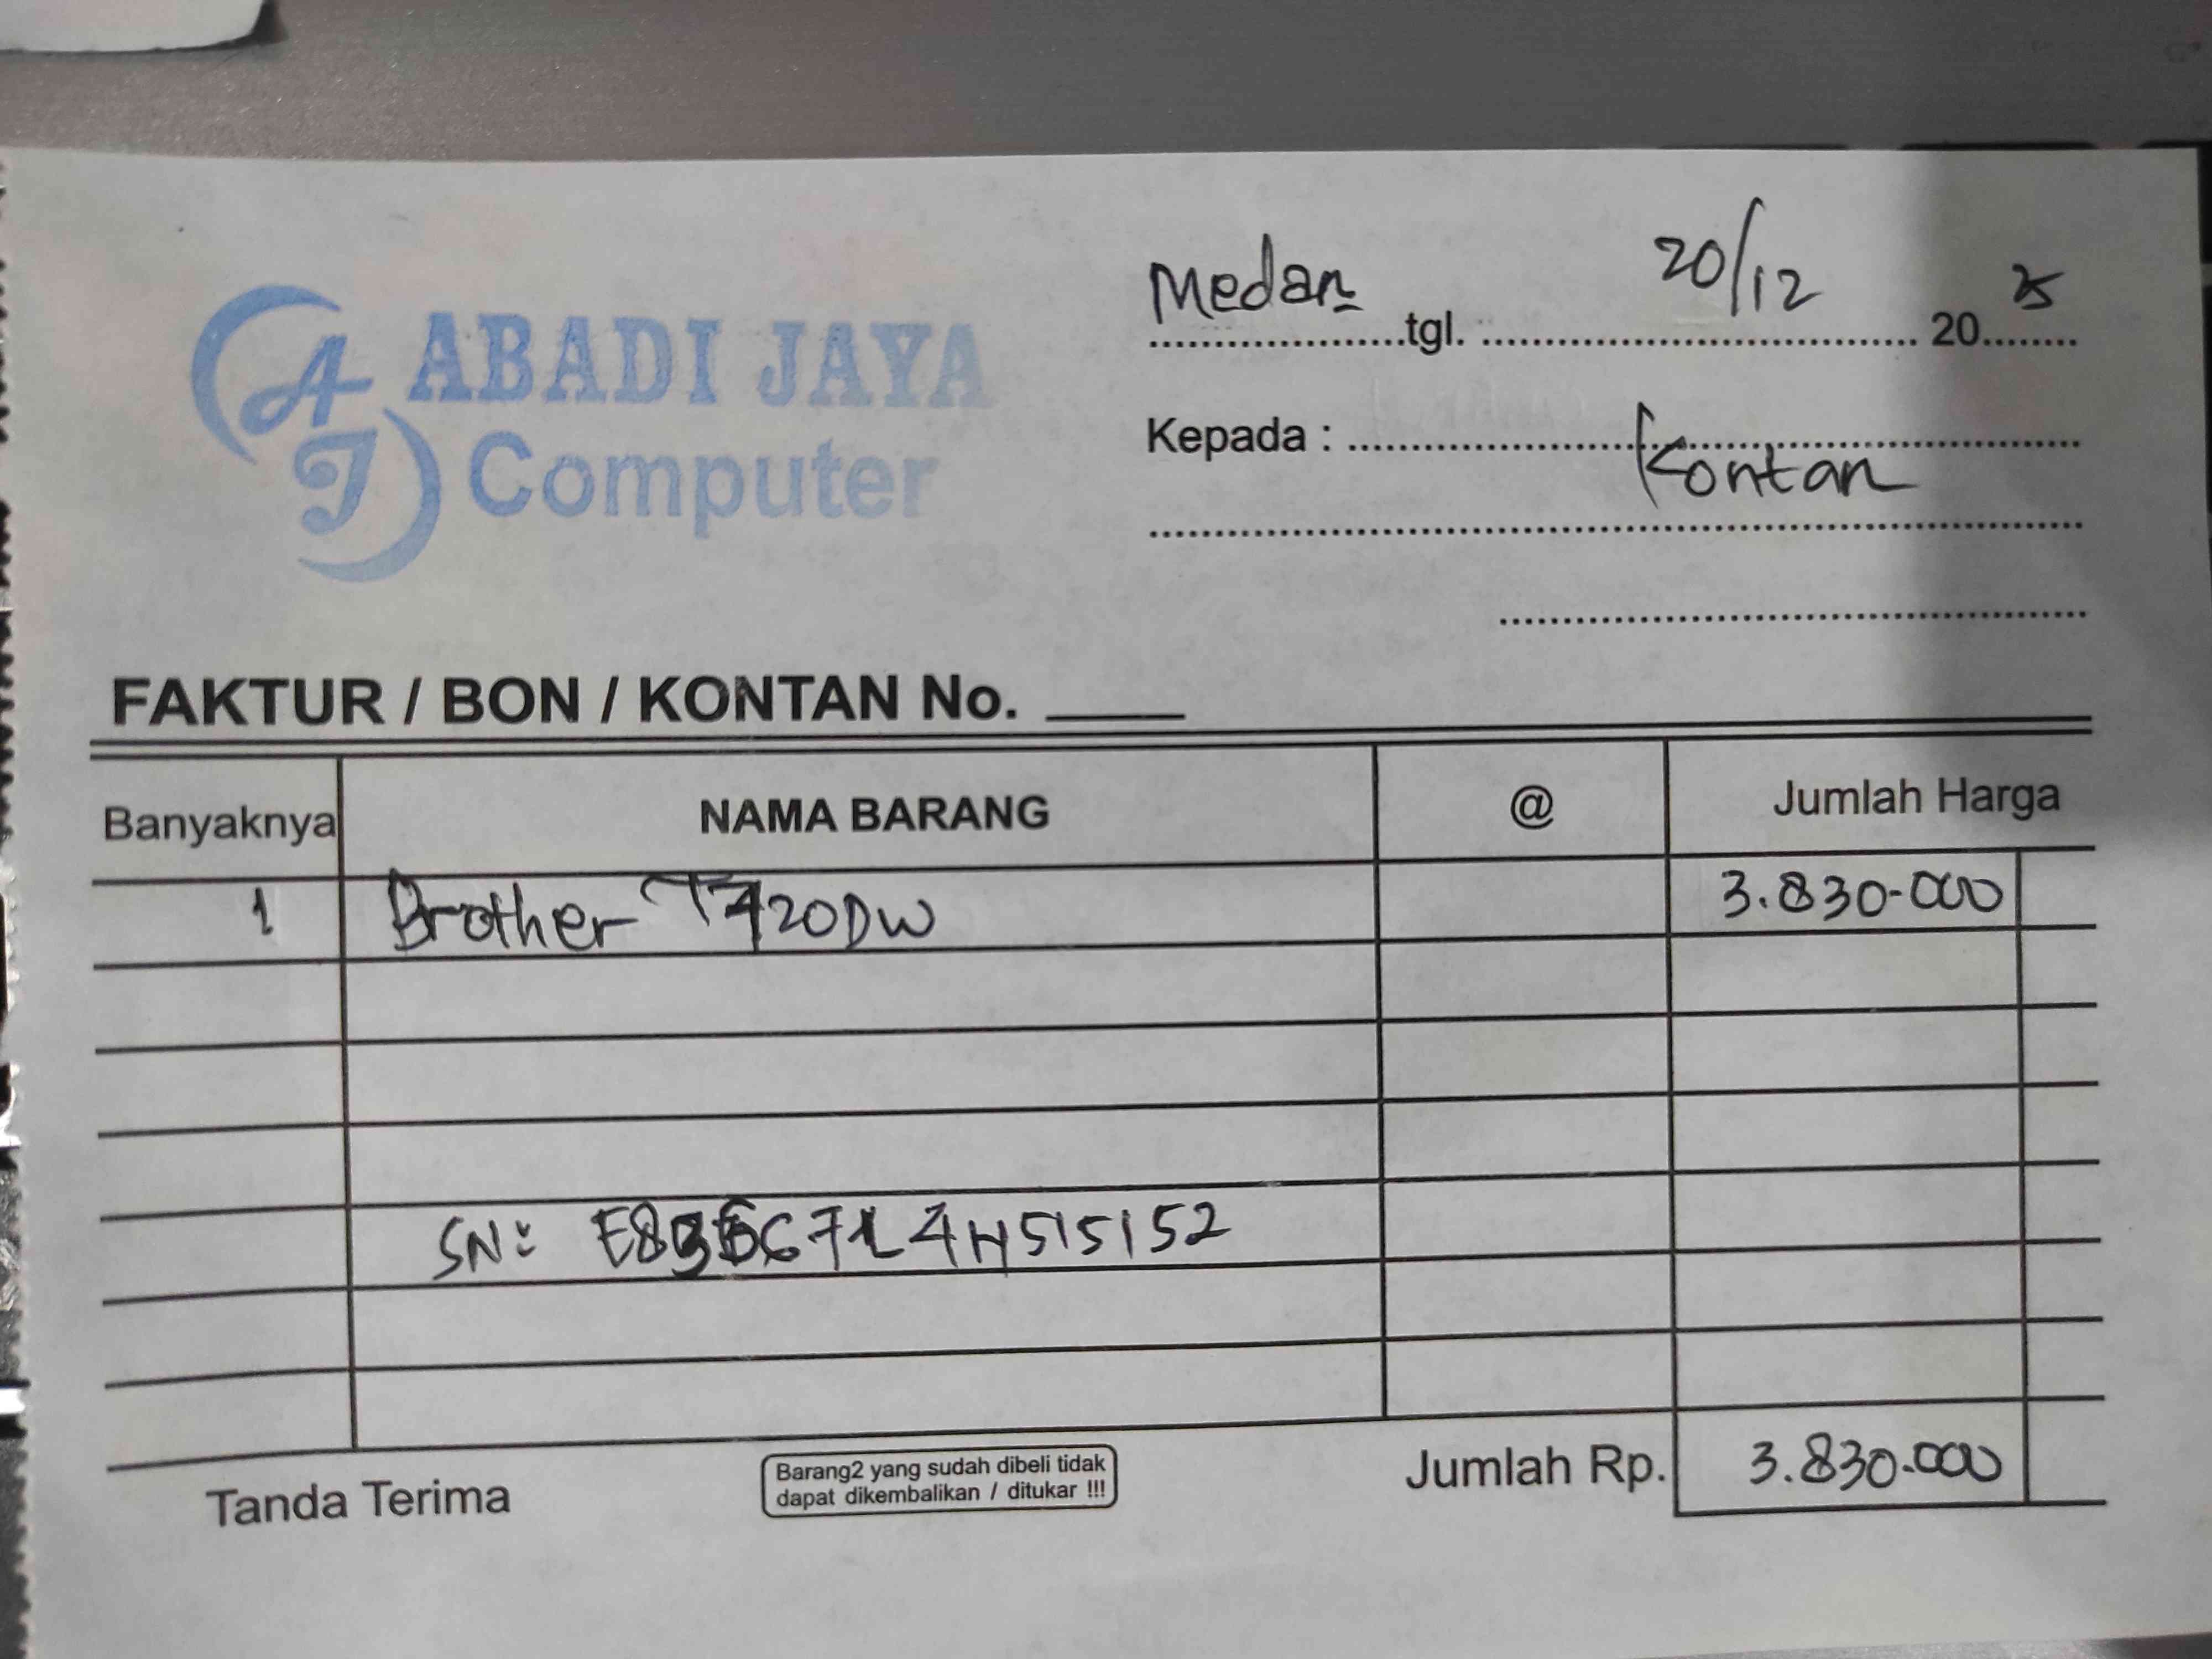 ABADI JAYA
Computer
Medan tgl. 20/12 20 25
Kepada : Kontan
FAKTUR / BON / KONTAN No.
Banyaknya NAMA BARANG @ Jumlah Harga
1 Brother T720DW 3.830.000
SN:
Tanda Terima
Barang2 yang sudah dibeli tidak
dapat dikembalikan / ditukar !!!
Jumlah Rp. 3.830.000